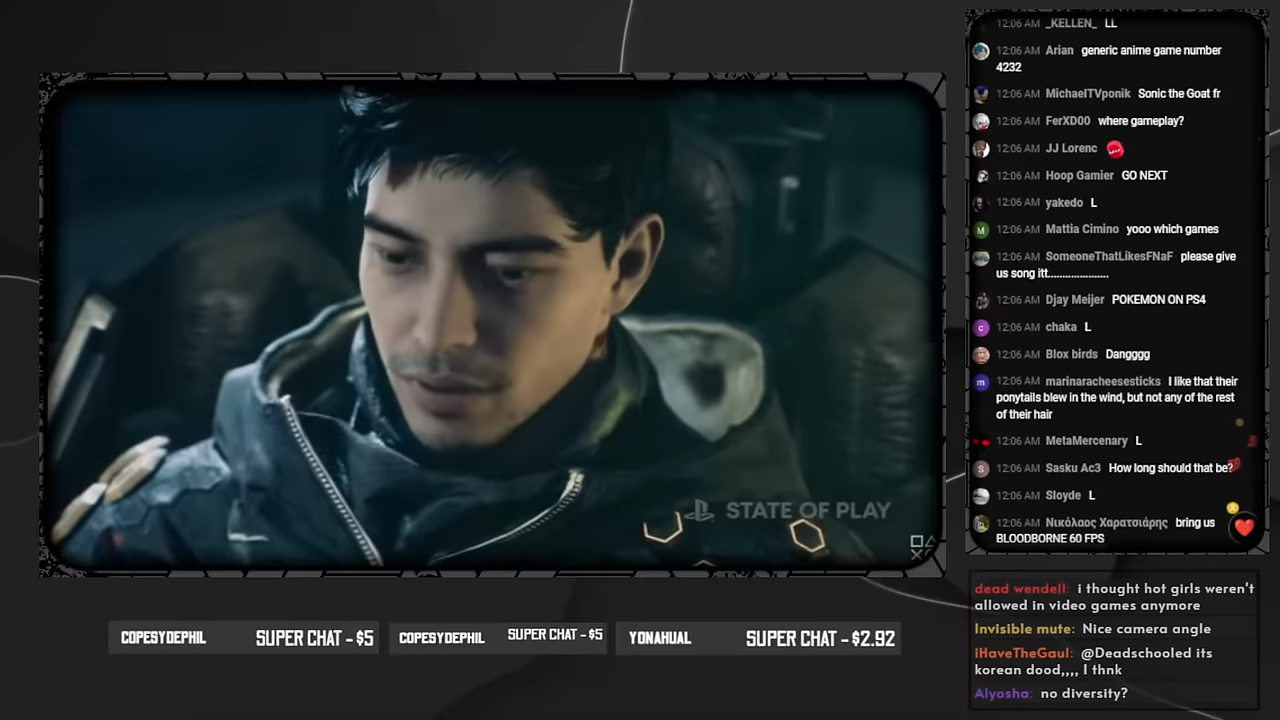 12:06 AM _KELLEN_ LL
12:06 AM Arian generic anime game number
4232
12:06 AM MichaelTVponik Sonic the Goat fr
12:06 AM FerXD00 where gameplay?
12:06 AM JJ Lorenc
12:06 AM Hoop Gamier GO NEXT
12:06 AM yakedo L
M 12:06 AM Mattia Cimino yooo which games
12:06 AM SomeoneThatLikesFNaF please give
us song itt.....................
12:06 AM Djay Meijer POKEMON ON PS4
c 12:06 AM chaka L
12:06 AM Blox birds Dangggg
m 12:06 AM marinaracheesesticks I like that their
ponytails blew in the wind, but not any of the rest
of their hair
12:06 AM MetaMercenary L
S 12:06 AM Sasku Ac3 How long should that be?
12:06 AM Sloyde L
12:06 AM Νικόλαος Χαρατσιάρης bring us
BLOODBORNE 60 FPS
STATE OF PLAY
COPESYDEPHIL SUPER CHAT - $5
COPESYDEPHIL SUPER CHAT - $5
YONAHUAL SUPER CHAT - $2.92
dead wendell: i thought hot girls weren't
allowed in video games anymore
Invisible mute: Nice camera angle
iHaveTheGaul: @Deadschooled its
korean dood,,,, I thnk
Alyosha: no diversity?